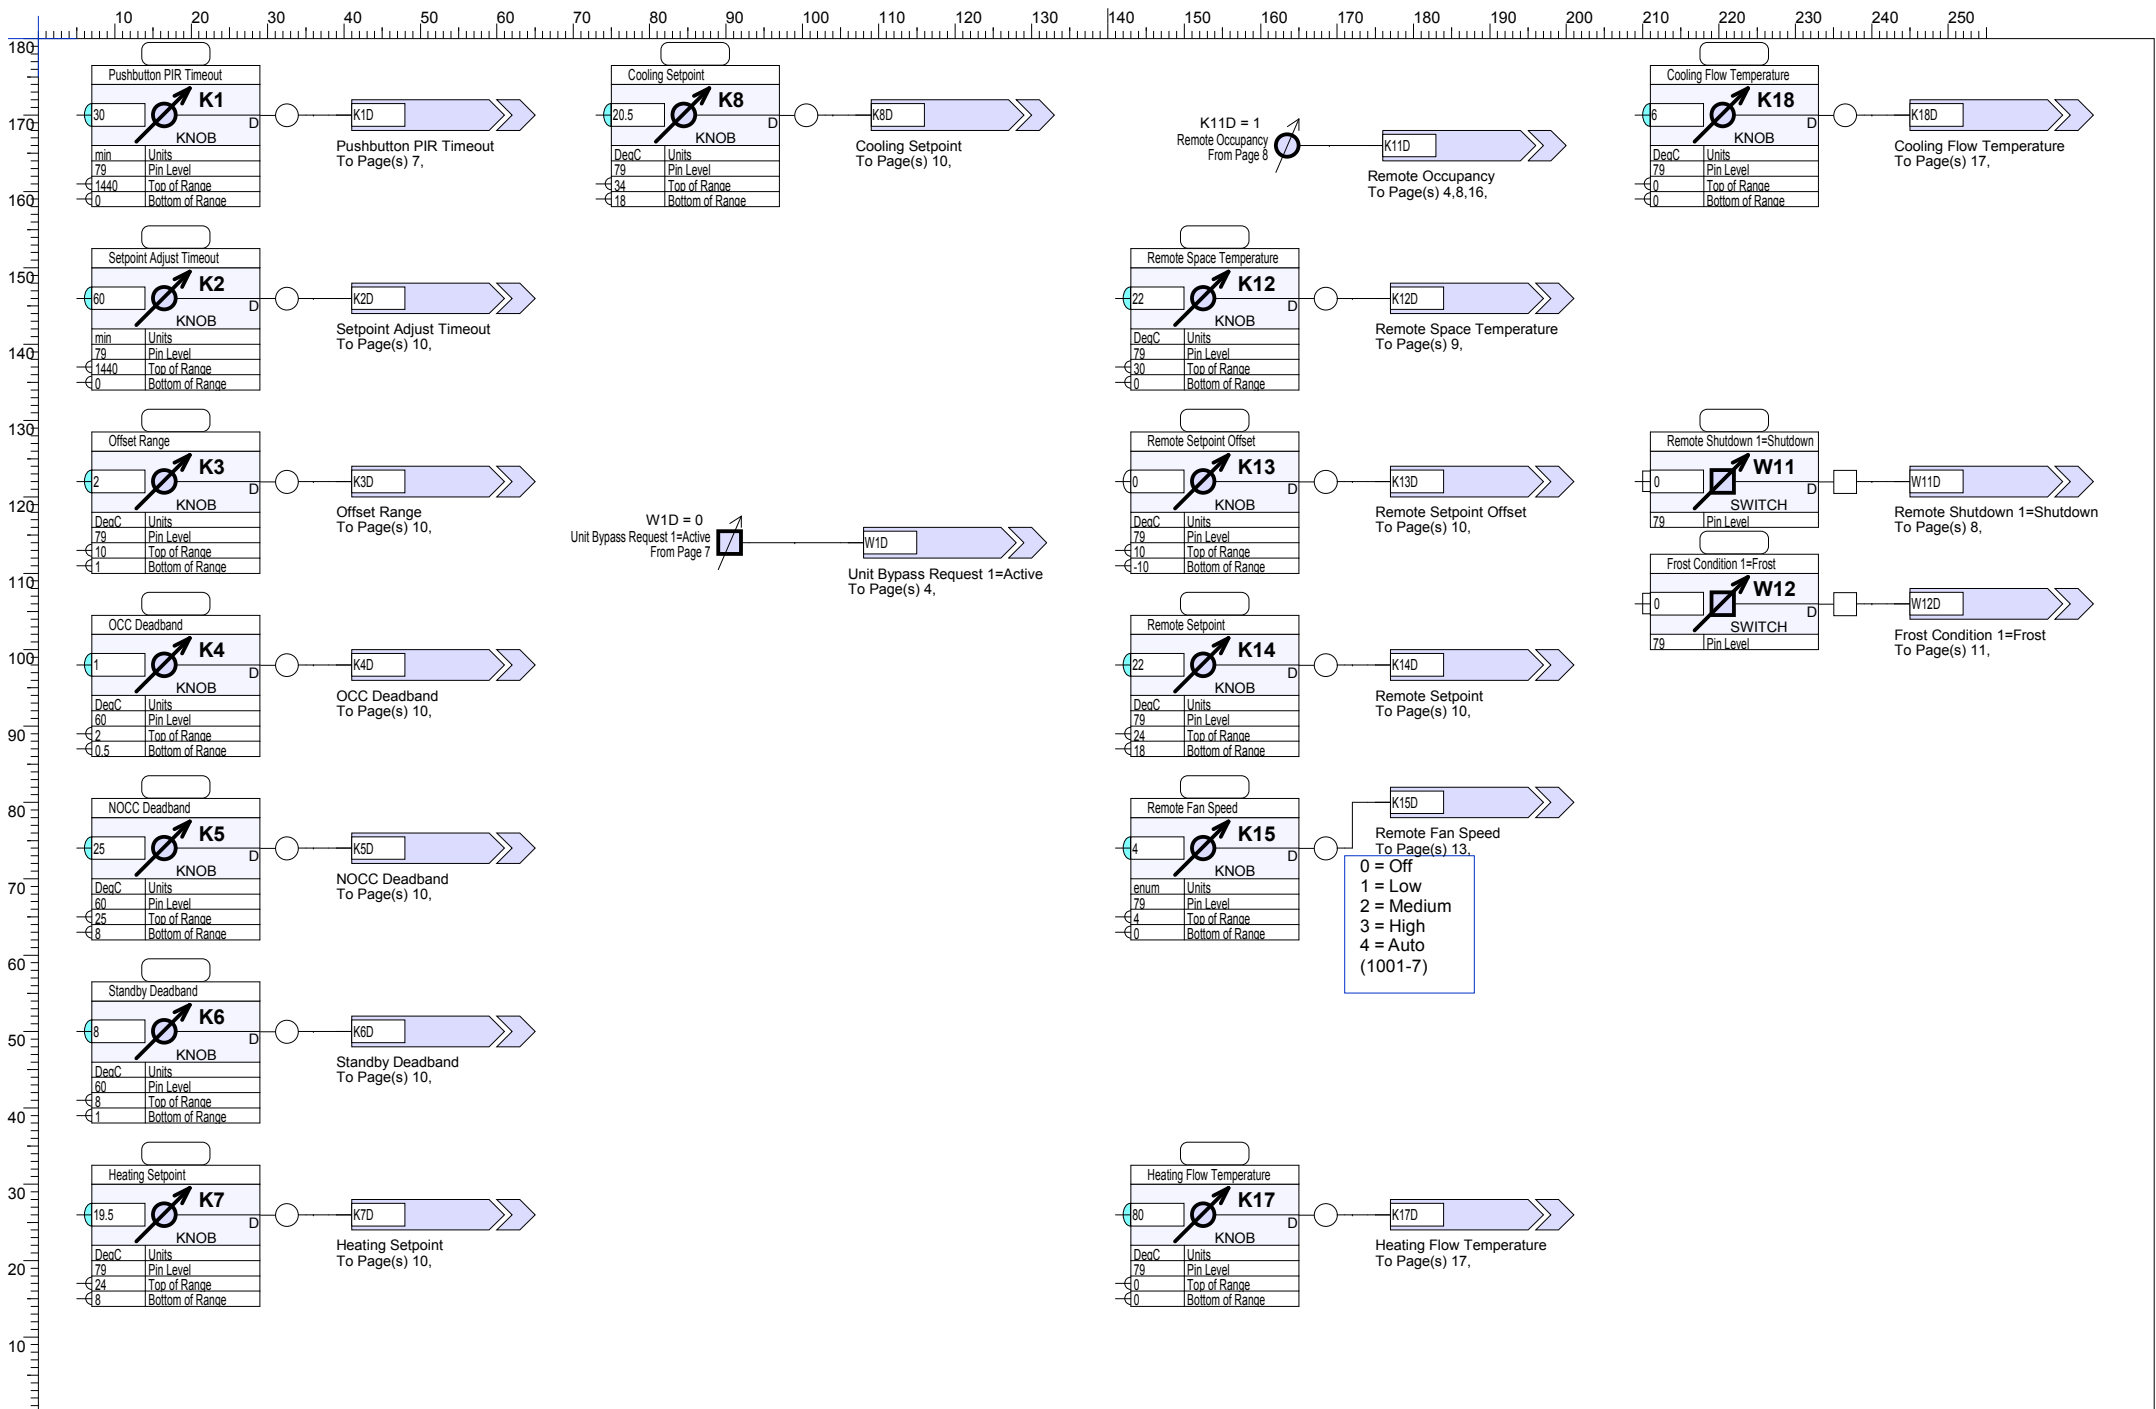 10 20 30 40 50 60 70 80 90 100 110 120 130 140 150 160 170 180 190 200 210 220 230 240 250
180
170
160
150
140
130
120
110
100
90
80
70
60
50
40
30
20
10
Pushbutton PIR Timeout
K1
30
D
KNOB
min Units
79 Pin Level
1440 Top of Range
0 Bottom of Range
K1D
Pushbutton PIR Timeout
To Page(s) 7,
Setpoint Adjust Timeout
K2
60
D
KNOB
min Units
79 Pin Level
1440 Top of Range
0 Bottom of Range
K2D
Setpoint Adjust Timeout
To Page(s) 10,
Offset Range
K3
2
D
KNOB
DegC Units
79 Pin Level
10 Top of Range
1 Bottom of Range
K3D
Offset Range
To Page(s) 10,
OCC Deadband
K4
1
D
KNOB
DegC Units
60 Pin Level
2 Top of Range
0.5 Bottom of Range
K4D
OCC Deadband
To Page(s) 10,
NOCC Deadband
K5
25
D
KNOB
DegC Units
60 Pin Level
25 Top of Range
8 Bottom of Range
K5D
NOCC Deadband
To Page(s) 10,
Standby Deadband
K6
8
D
KNOB
DegC Units
60 Pin Level
8 Top of Range
1 Bottom of Range
K6D
Standby Deadband
To Page(s) 10,
Heating Setpoint
K7
19.5
D
KNOB
DegC Units
79 Pin Level
24 Top of Range
8 Bottom of Range
K7D
Heating Setpoint
To Page(s) 10,
Cooling Setpoint
K8
20.5
D
KNOB
DegC Units
79 Pin Level
34 Top of Range
18 Bottom of Range
K8D
Cooling Setpoint
To Page(s) 10,
W1D = 0
Unit Bypass Request 1=Active
From Page 7
W1D
Unit Bypass Request 1=Active
To Page(s) 4,
K11D = 1
Remote Occupancy
From Page 8
K11D
Remote Occupancy
To Page(s) 4,8,16,
Remote Space Temperature
K12
22
D
KNOB
DegC Units
79 Pin Level
30 Top of Range
0 Bottom of Range
K12D
Remote Space Temperature
To Page(s) 9,
Remote Setpoint Offset
K13
0
D
KNOB
DegC Units
79 Pin Level
10 Top of Range
-10 Bottom of Range
K13D
Remote Setpoint Offset
To Page(s) 10,
Remote Setpoint
K14
22
D
KNOB
DegC Units
79 Pin Level
24 Top of Range
18 Bottom of Range
K14D
Remote Setpoint
To Page(s) 10,
Remote Fan Speed
K15
4
D
KNOB
enum Units
79 Pin Level
4 Top of Range
0 Bottom of Range
K15D
Remote Fan Speed
To Page(s) 13,
0 = Off
1 = Low
2 = Medium
3 = High
4 = Auto
(1001-7)
Heating Flow Temperature
K17
80
D
KNOB
DegC Units
79 Pin Level
0 Top of Range
0 Bottom of Range
K17D
Heating Flow Temperature
To Page(s) 17,
Cooling Flow Temperature
K18
6
D
KNOB
DegC Units
79 Pin Level
0 Top of Range
0 Bottom of Range
K18D
Cooling Flow Temperature
To Page(s) 17,
Remote Shutdown 1=Shutdown
W11
0
D
SWITCH
79 Pin Level
W11D
Remote Shutdown 1=Shutdown
To Page(s) 8,
Frost Condition 1=Frost
W12
0
D
SWITCH
79 Pin Level
W12D
Frost Condition 1=Frost
To Page(s) 11,